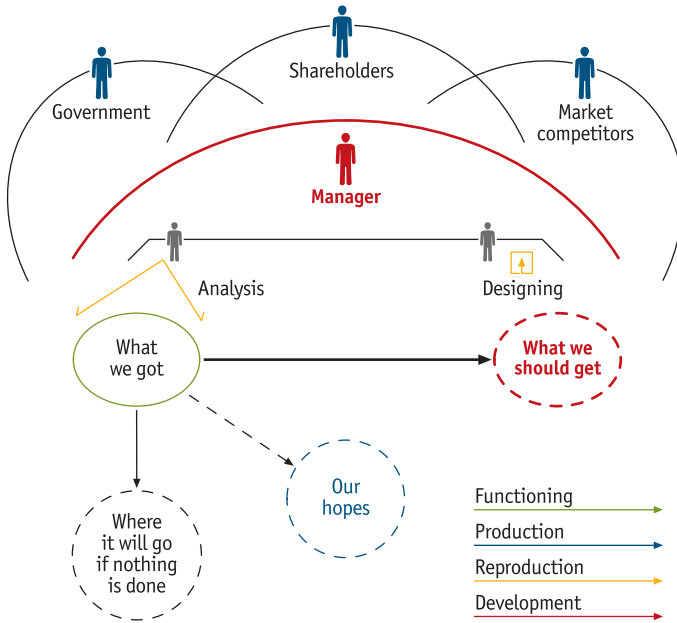 Shareholders
Government
Market
competitors
Manager
Analysis
Designing
What
we got
What we
should get
Our
hopes
Where
it will go
if nothing
is done
Functioning
Production
Reproduction
Development